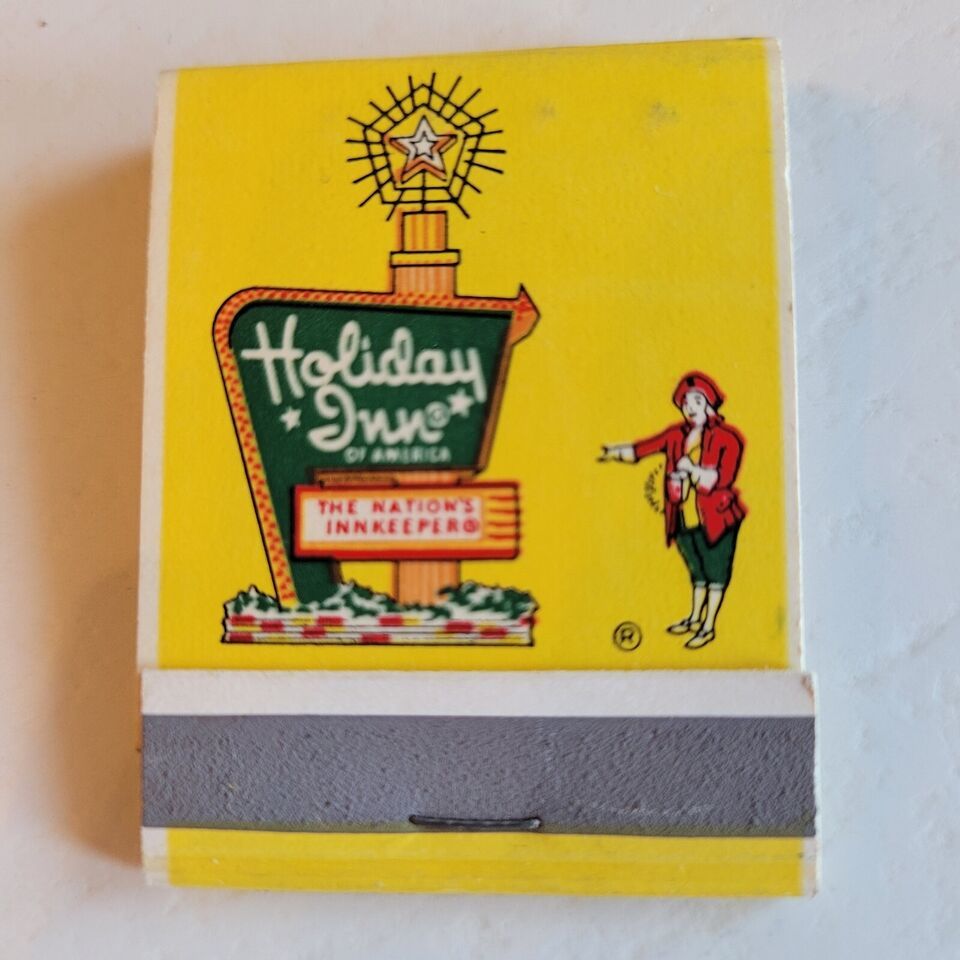 Holiday
Inn®
OF AMERICA
THE NATION'S
INNKEEPER®
®